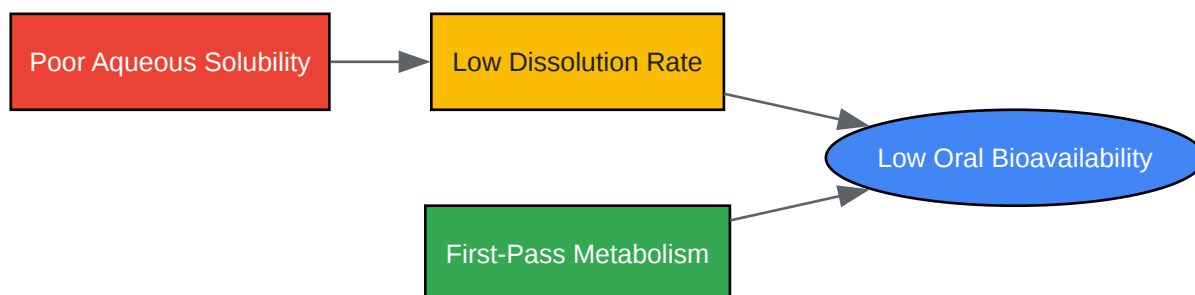 Poor Aqueous Solubility
Low Dissolution Rate
Low Oral Bioavailability
First-Pass Metabolism